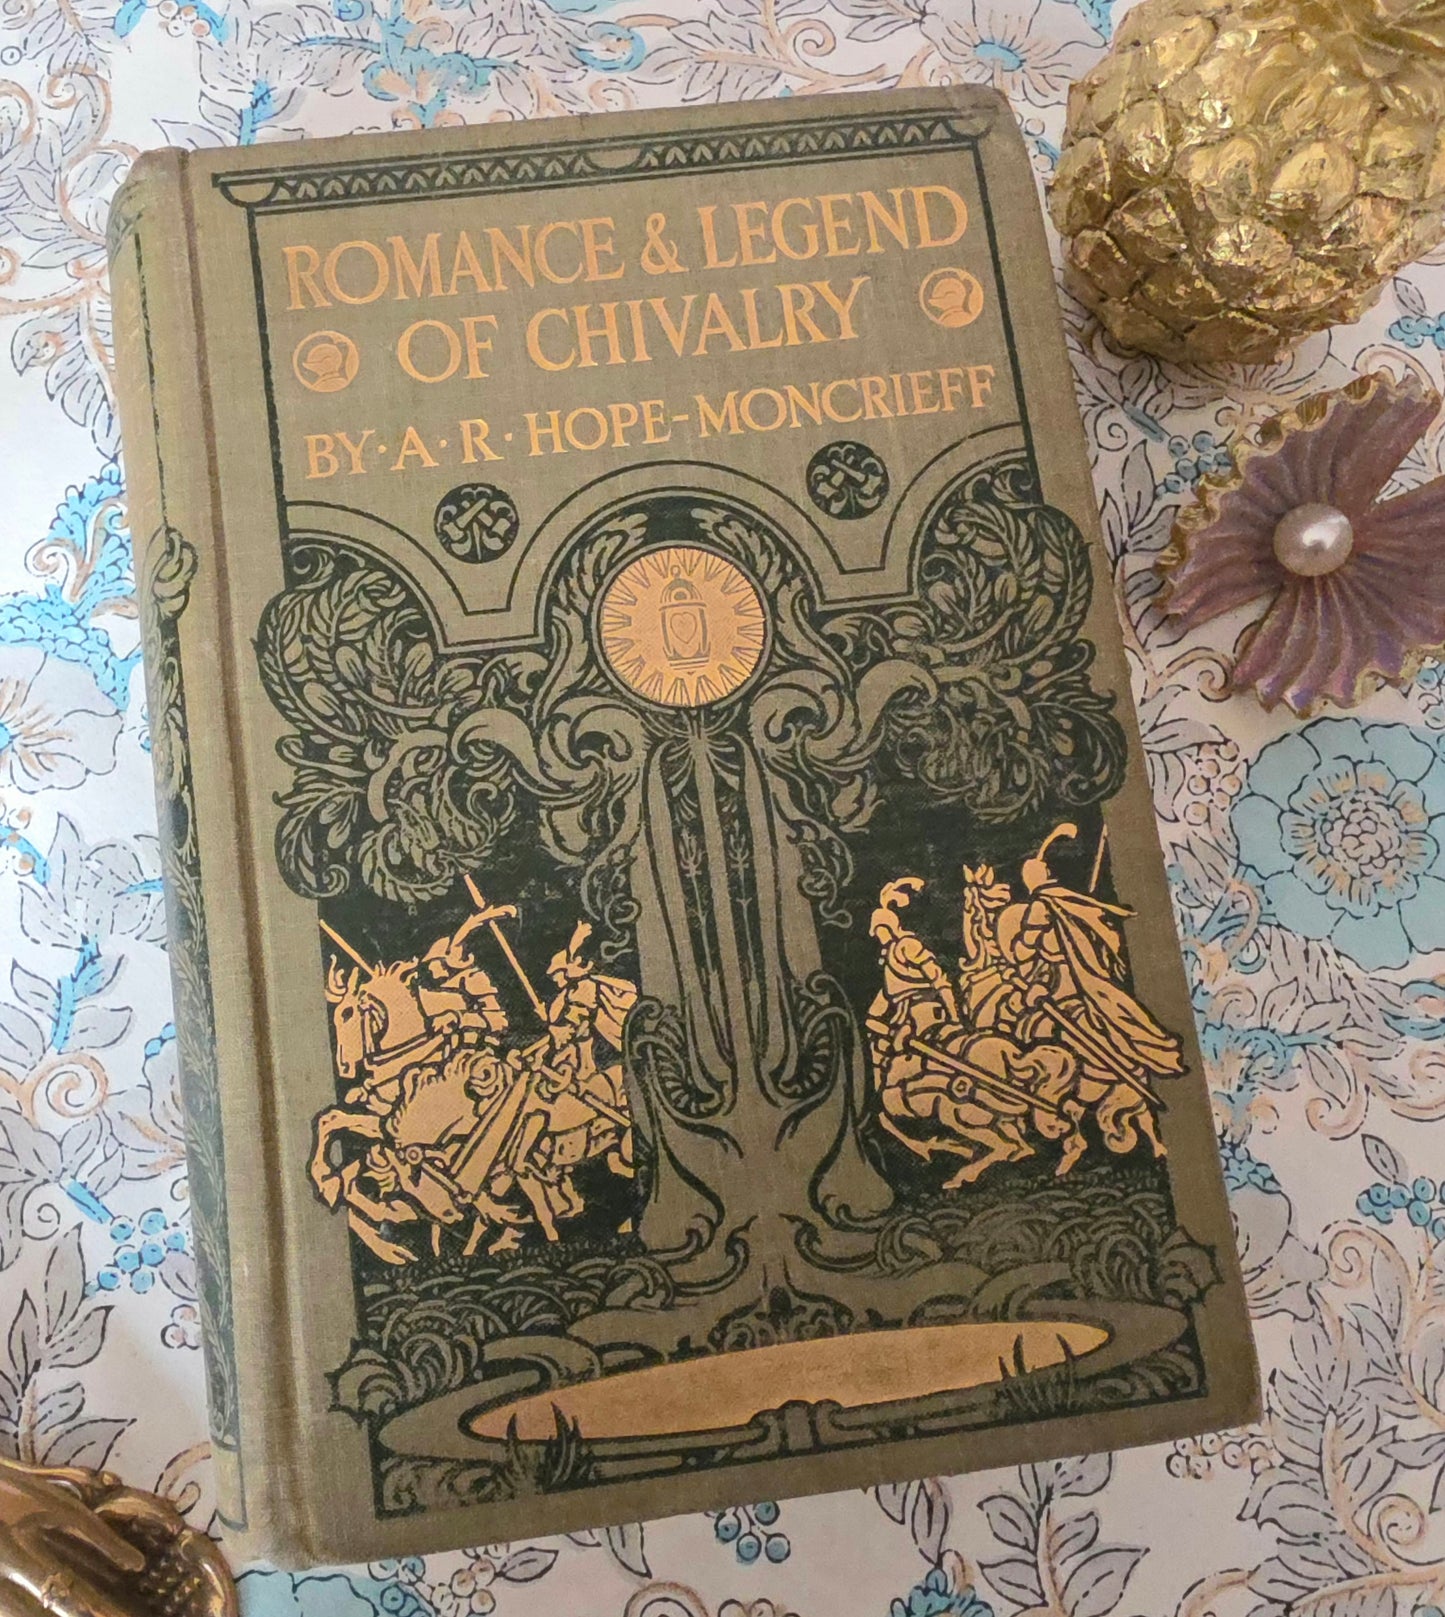 ROMANCE & LEGEND
OF CHIVALRY
BY·A·R·HOPE-MONCRIEFF